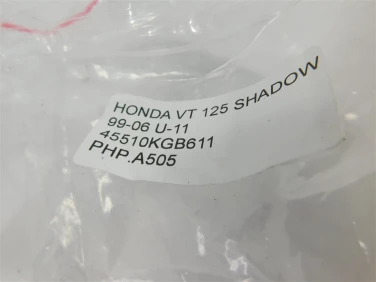 HONDA VT 125 SHADOW
99-06 U-11
45510KGB611
PHP.A505